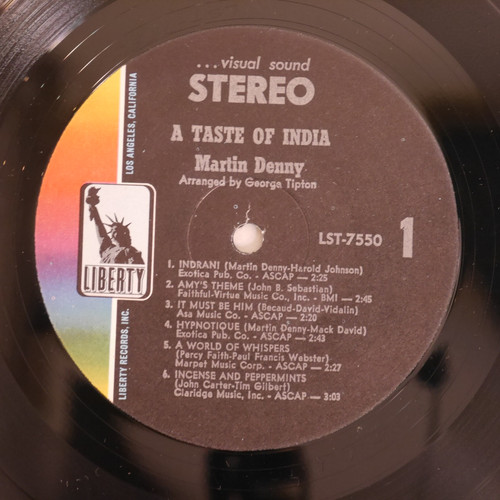 ...visual sound
STEREO
A TASTE OF INDIA
Martin Denny
Arranged by George Tipton
LST-7550
1
1. INDRANI (Martin Denny-Harold Johnson)
Exotica Pub. Co. - ASCAP — 2:25
2. AMY'S THEME (John B. Sebastian)
Faithful-Virtue Music Co., Inc. - BMI — 2:45
3. IT MUST BE HIM (Becaud-David-Vidalin)
Asa Music Co. - ASCAP — 2:20
4. HYPNOTIQUE (Martin Denny-Mack David)
Exotica Pub. Co. - ASCAP — 2:43
5. A WORLD OF WHISPERS
(Percy Faith-Paul Francis Webster)
Marpet Music Corp. - ASCAP — 2:27
6. INCENSE AND PEPPERMINTS
(John Carter-Tim Gilbert)
Claridge Music, Inc. - ASCAP — 3:03
LOS ANGELES, CALIFORNIA
LIBERTY
LIBERTY RECORDS, INC.